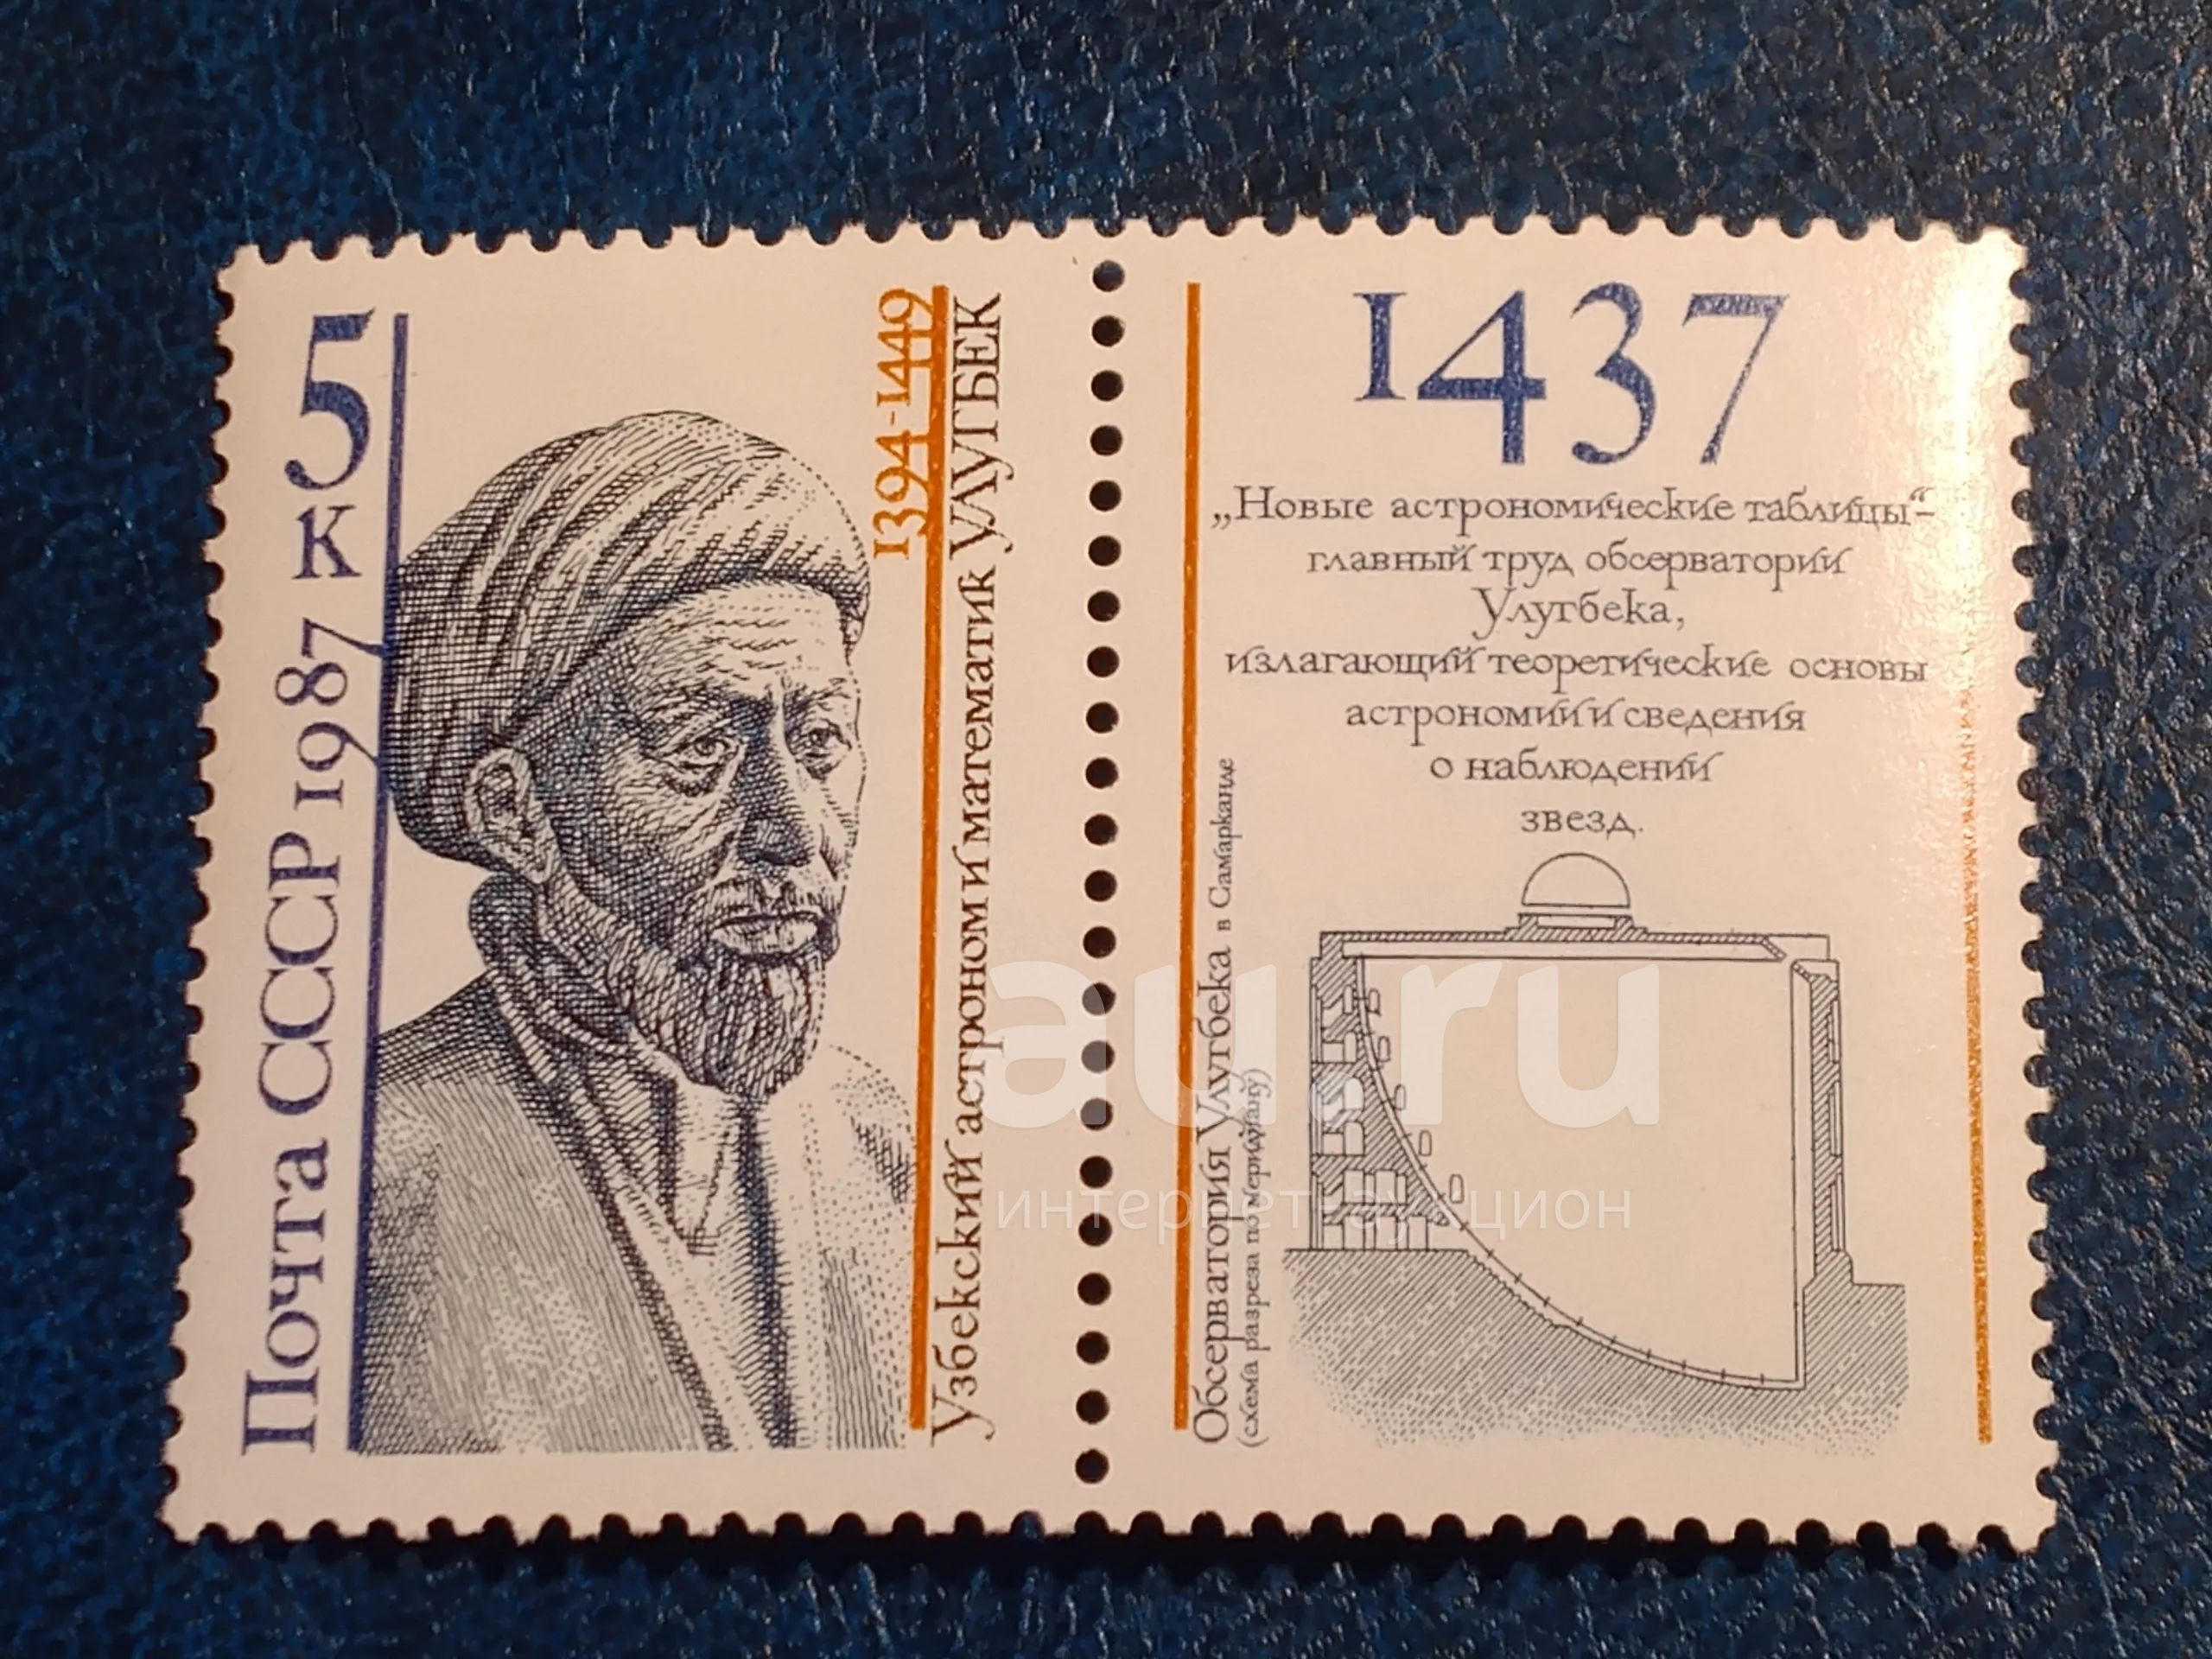 5
к
Почта СССР 1987
1394-1449
Узбекский астроном и математик УЛУГБЕК
1437
„Новые астрономические таблицы“-
главный труд обсерватории
Улугбека,
излагающий теоретические основы
астрономии и сведения
о наблюдений
звезд.
Обсерватория Улугбека в Самарканде
(схема разреза по меридиану)
au.ru
интернет-аукцион